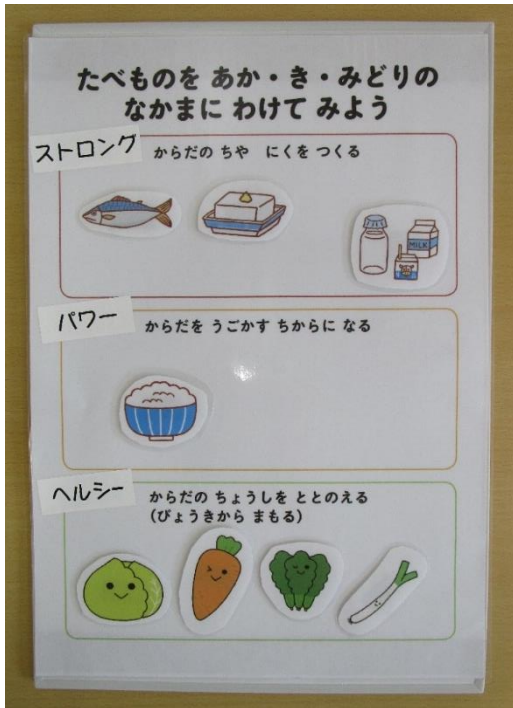 たべものを あか・き・みどりの
なかまに わけて みよう
ストロング
からだの ちや にくを つくる
MILK
パワー
からだを うごかす ちからに なる
ヘルシー
からだの ちょうしを ととのえる
(びょうきから まもる)